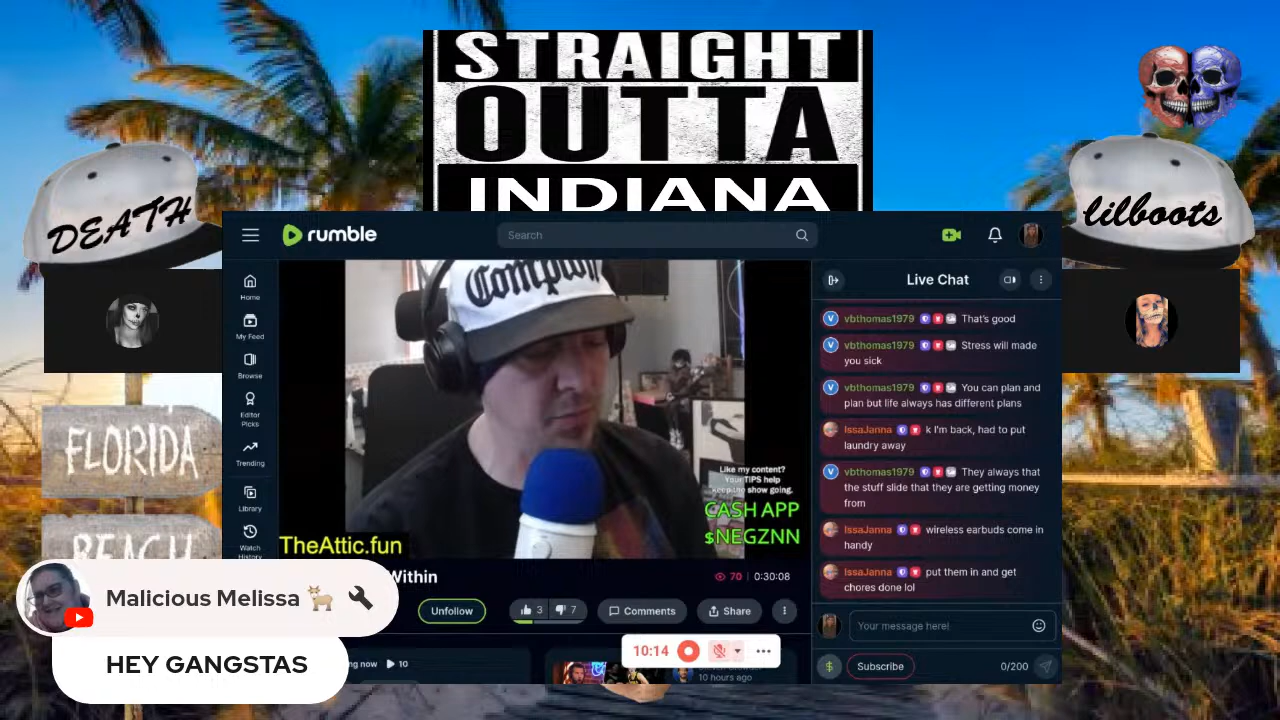 STRAIGHT
OUTTA
INDIANA
DEATH
lilboots
rumble
Search
Home
My Feed
Browse
Editor
Picks
Trending
Library
Watch
History
Compton
Like my content?
Your TIPS help
keep the show going.
CASH APP
$NEGZNN
TheAttic.fun
Live Chat
vbthomas1979 That's good
vbthomas1979 Stress will made
you sick
vbthomas1979 You can plan and
plan but life always has different plans
IssaJanna k I'm back, had to put
laundry away
vbthomas1979 They always that
the stuff slide that they are getting money
from
IssaJanna wireless earbuds come in
handy
IssaJanna put them in and get
chores done lol
Your message here!
$
Subscribe
0/200
Within
70
0:30:08
Unfollow
3
7
Comments
Share
10:14
ng now
10
10 hours ago
FLORIDA
BEACH
Malicious Melissa
HEY GANGSTAS